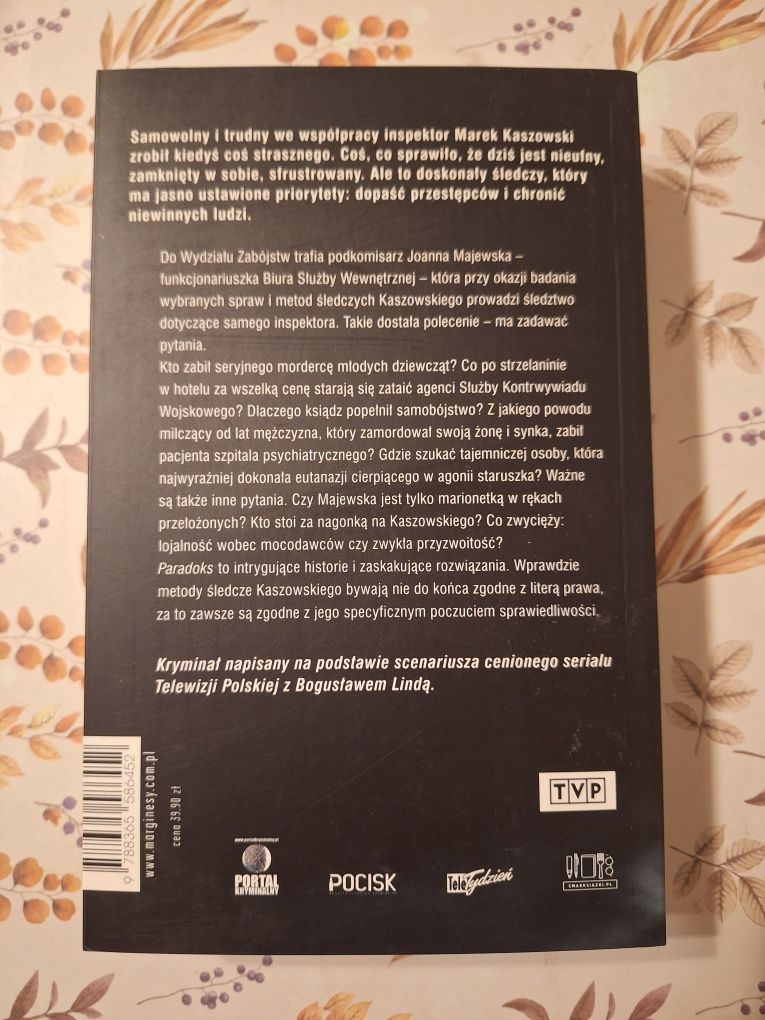 Samowolny i trudny we współpracy inspektor Marek Kaszowski
zrobił kiedyś coś strasznego. Coś, co sprawiło, że dziś jest nieufny,
zamknięty w sobie, sfrustrowany. Ale to doskonały śledczy, który
ma jasno ustawione priorytety: dopaść przestępców i chronić
niewinnych ludzi.
Do Wydziału Zabójstw trafia podkomisarz Joanna Majewska –
funkcjonariuszka Biura Służby Wewnętrznej – która przy okazji badania
wybranych spraw i metod śledczych Kaszowskiego prowadzi śledztwo
dotyczące samego inspektora. Takie dostała polecenie – ma zadawać
pytania.
Kto zabił seryjnego mordercę młodych dziewcząt? Co po strzelaninie
w hotelu za wszelką cenę starają się zataić agenci Służby Kontrwywiadu
Wojskowego? Dlaczego ksiądz popełnił samobójstwo? Z jakiego powodu
milczący od lat mężczyzna, który zamordował swoją żonę i synka, zabił
pacjenta szpitala psychiatrycznego? Gdzie szukać tajemniczej osoby, która
najwyraźniej dokonała eutanazji cierpiącego w agonii staruszka? Ważne
są także inne pytania. Czy Majewska jest tylko marionetką w rękach
przełożonych? Kto stoi za nagonką na Kaszowskiego? Co zwycięży:
lojalność wobec mocodawców czy zwykła przyzwoitość?
Paradoks to intrygujące historie i zaskakujące rozwiązania. Wprawdzie
metody śledcze Kaszowskiego bywają nie do końca zgodne z literą prawa,
za to zawsze są zgodne z jego specyficznym poczuciem sprawiedliwości.
Kryminał napisany na podstawie scenariusza cenionego serialu
Telewizji Polskiej z Bogusławem Lindą.
9 788365 586452
www.marginesy.com.pl
cena 39,90 zł
TVP
www.portalkryminalny.pl
PORTAL
KRYMINALNY
POCISK
TeleTydzień
SMAKKSIAZKI.PL